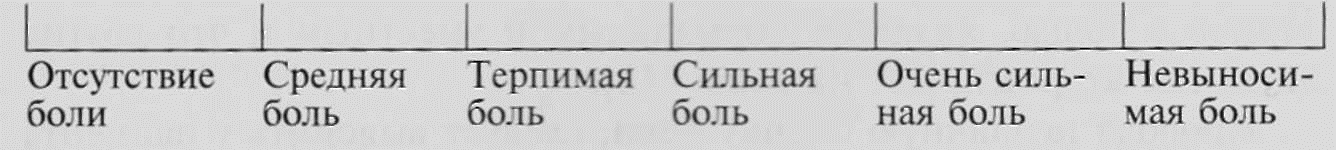 Отсутствие Средняя Терпимая Сильная Очень силь- Невыноси-
боли боль боль боль ная боль мая боль